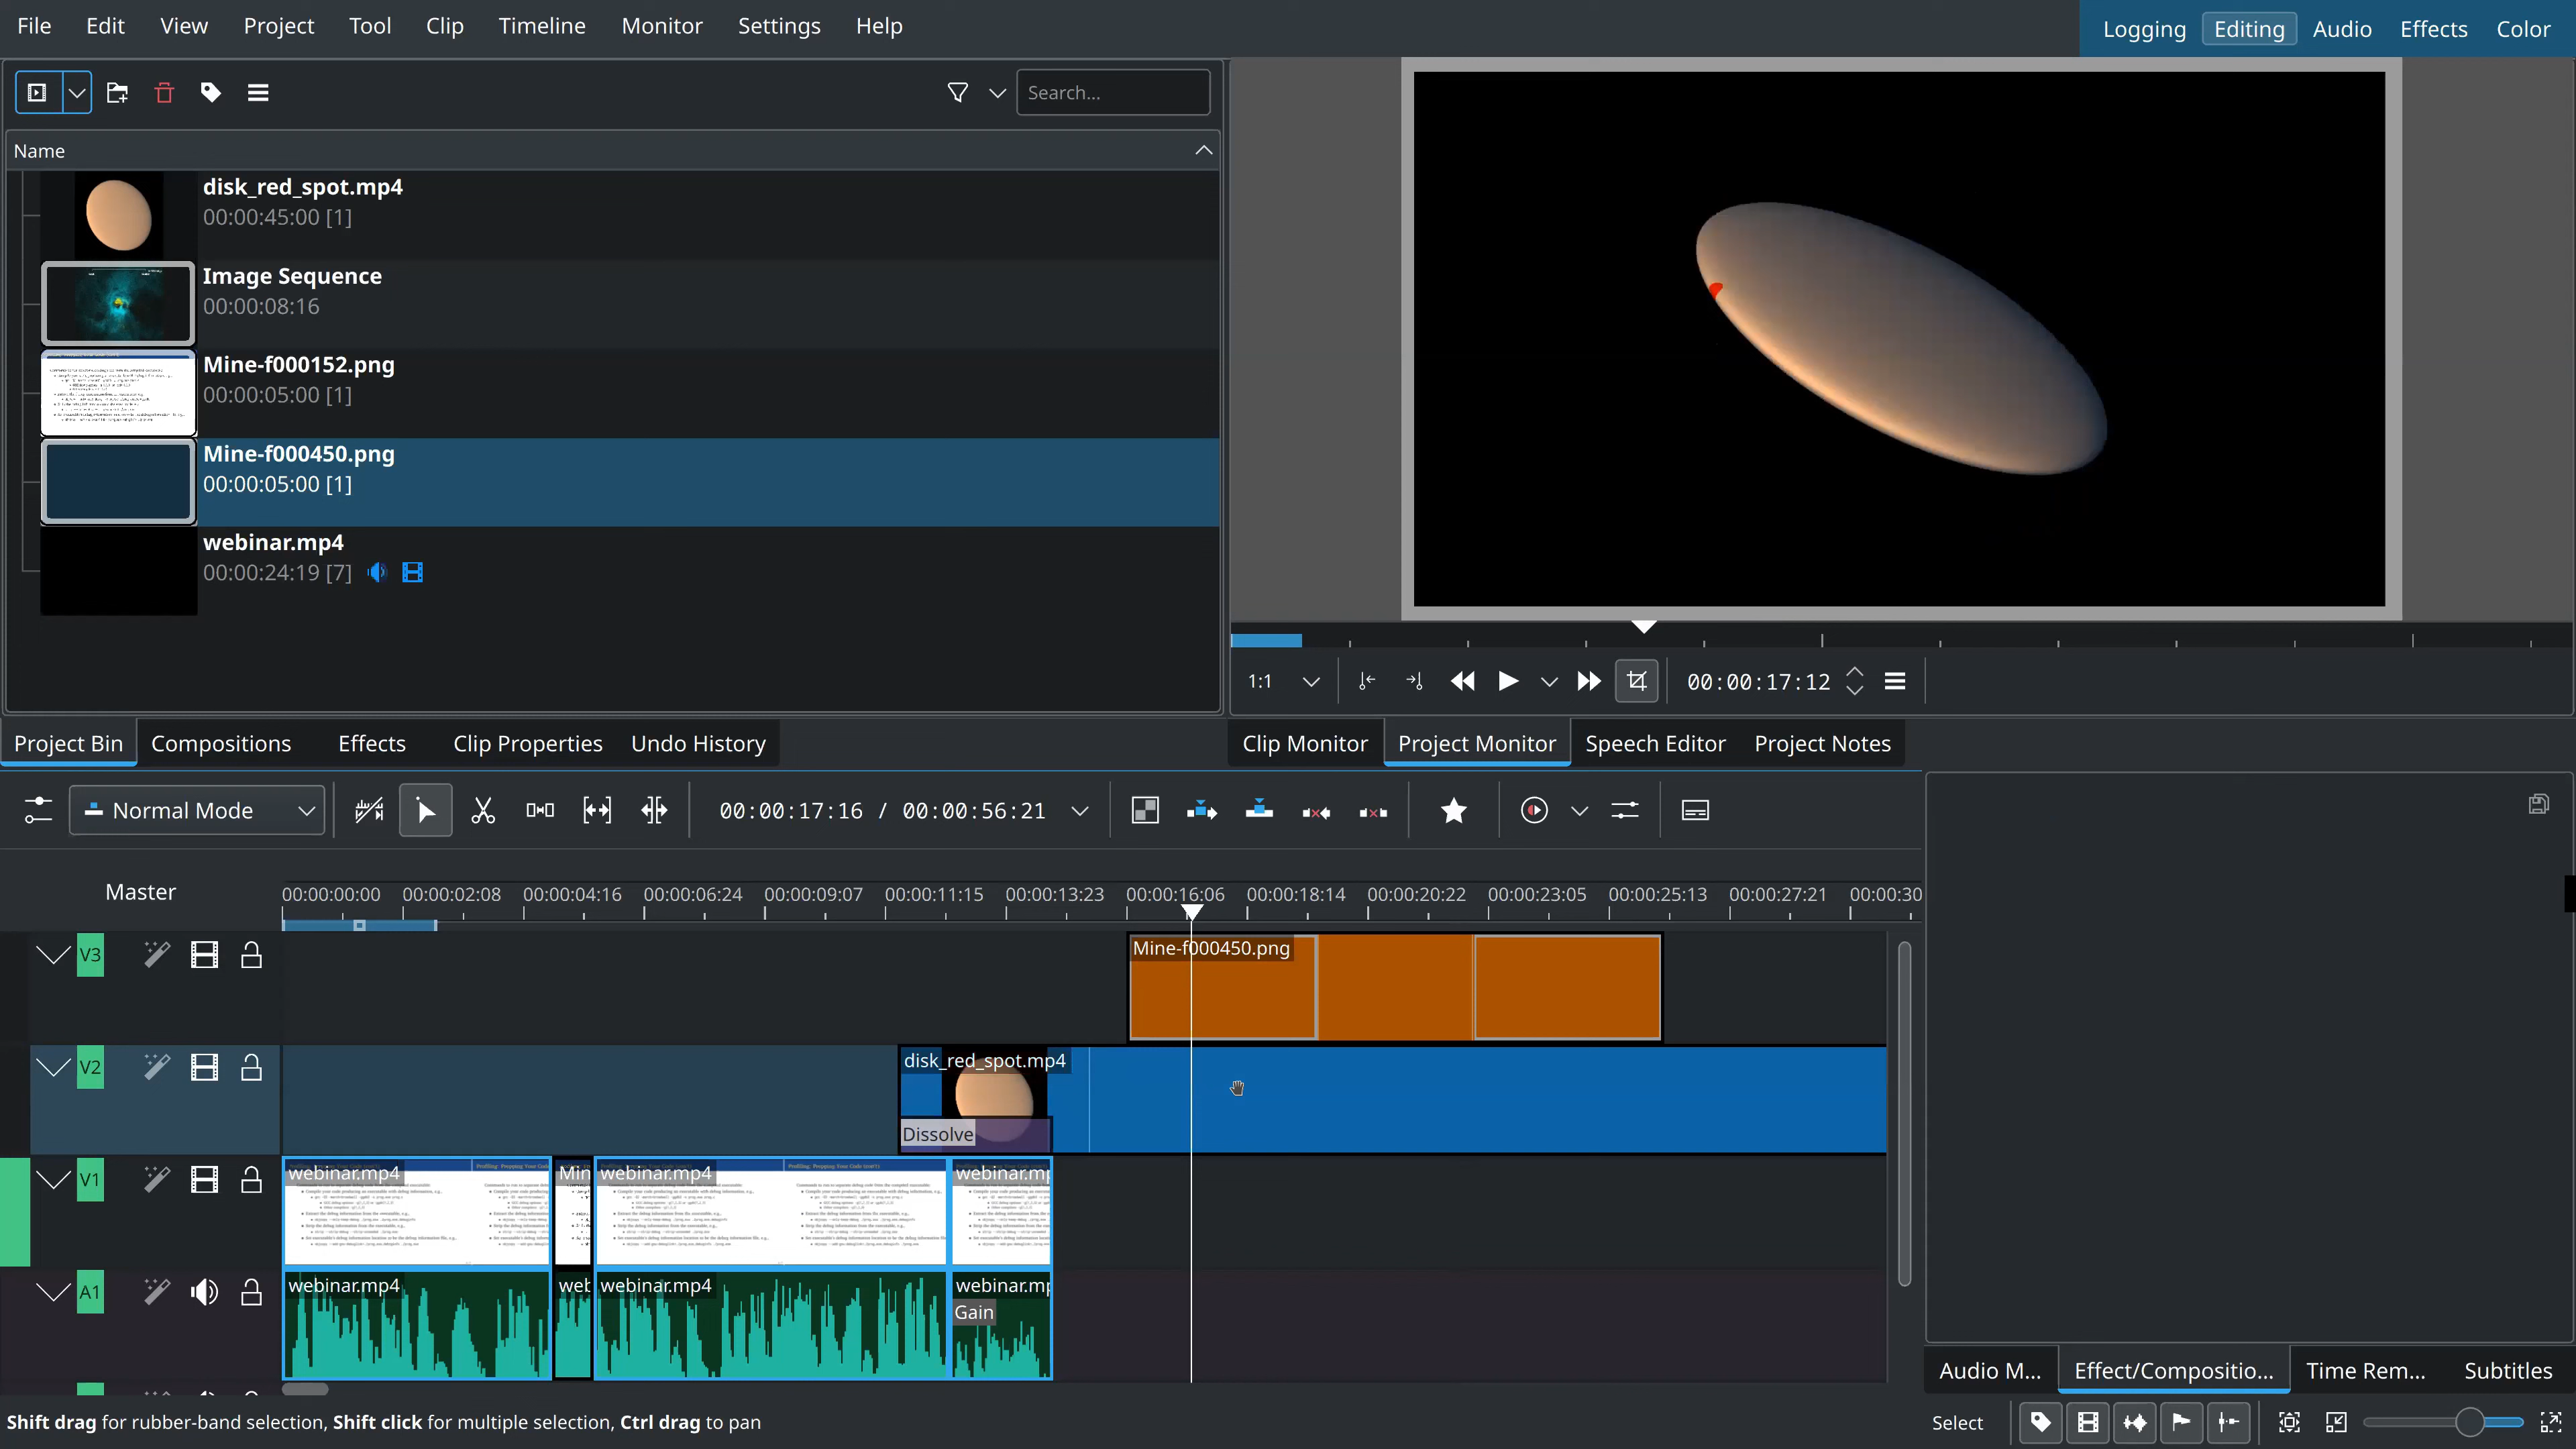 File Edit View Project Tool Clip Timeline Monitor Settings Help
Logging Editing Audio Effects Color
Search...
Name
disk_red_spot.mp4
00:00:45:00 [1]
Image Sequence
00:00:08:16
Mine-f000152.png
00:00:05:00 [1]
Mine-f000450.png
00:00:05:00 [1]
webinar.mp4
00:00:24:19 [7]
1:1
00:00:17:12
Project Bin Compositions Effects Clip Properties Undo History
Clip Monitor Project Monitor Speech Editor Project Notes
Normal Mode
00:00:17:16 / 00:00:56:21
Master
00:00:00:00 00:00:02:08 00:00:04:16 00:00:06:24 00:00:09:07 00:00:11:15 00:00:13:23 00:00:16:06 00:00:18:14 00:00:20:22 00:00:23:05 00:00:25:13 00:00:27:21 00:00:30
V3
Mine-f000450.png
V2
disk_red_spot.mp4
Dissolve
V1
webinar.mp4 Min webinar.mp4 webinar.mp
A1
webinar.mp4 web webinar.mp4 webinar.mp
Gain
Audio M... Effect/Compositio... Time Rem... Subtitles
Shift drag for rubber-band selection, Shift click for multiple selection, Ctrl drag to pan
Select